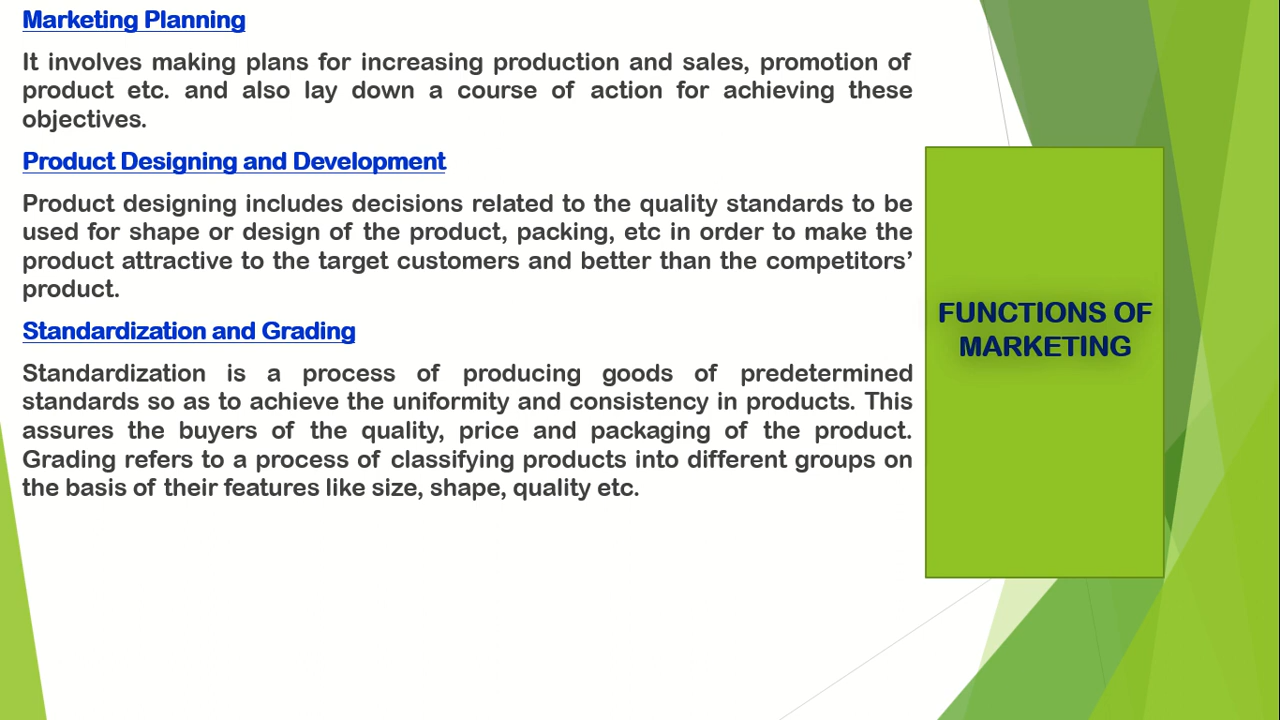 Marketing Planning
It involves making plans for increasing production and sales, promotion of
product etc. and also lay down a course of action for achieving these
objectives.
Product Designing and Development
Product designing includes decisions related to the quality standards to be
used for shape or design of the product, packing, etc in order to make the
product attractive to the target customers and better than the competitors’
product.
Standardization and Grading
Standardization is a process of producing goods of predetermined
standards so as to achieve the uniformity and consistency in products. This
assures the buyers of the quality, price and packaging of the product.
Grading refers to a process of classifying products into different groups on
the basis of their features like size, shape, quality etc.
FUNCTIONS OF
MARKETING